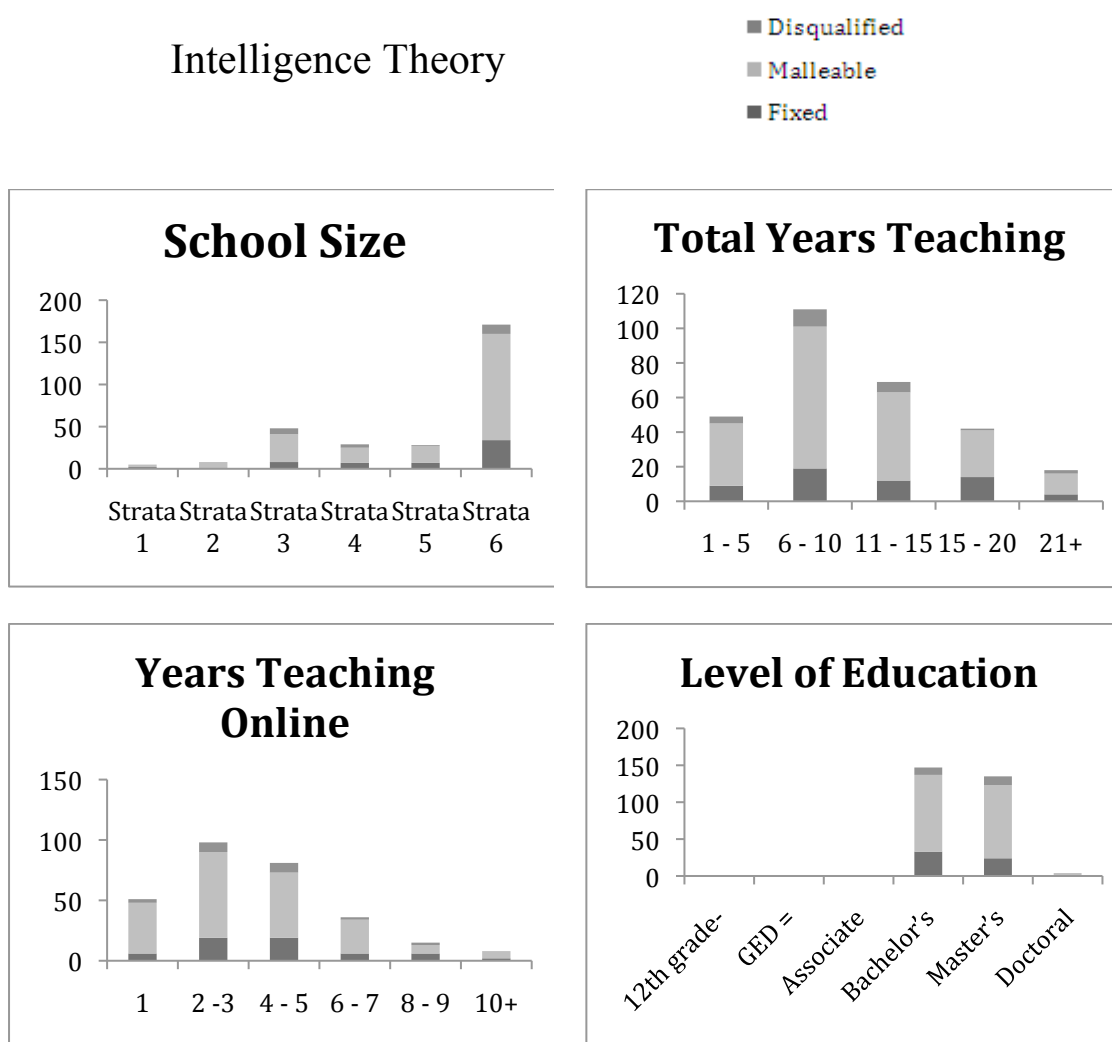 Intelligence Theory
Disqualified
Malleable
Fixed
School Size
200
150
100
50
0
Strata Strata Strata Strata Strata Strata
1 2 3 4 5 6
Total Years Teaching
120
100
80
60
40
20
0
1 - 5 6 - 10 11 - 15 15 - 20 21+
Years Teaching
Online
150
100
50
0
1 2 -3 4 - 5 6 - 7 8 - 9 10+
Level of Education
200
150
100
50
0
12th grade-
GED =
Associate
Bachelor's
Master's
Doctoral